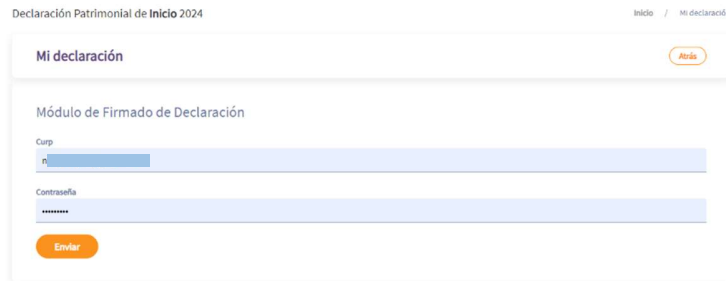 Declaración Patrimonial de Inicio 2024
Inicio / Mi declaració
Mi declaración
Atrás
Módulo de Firmado de Declaración
Curp
n
Contraseña
•••••••••
Enviar